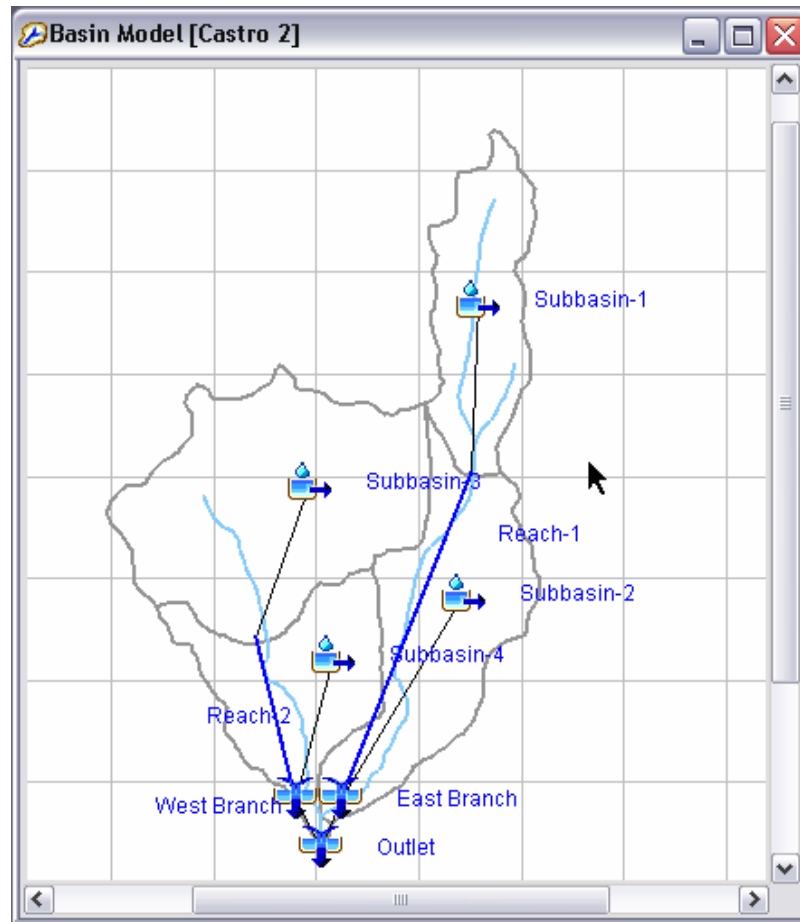 Basin Model [Castro 2]
Subbasin-1
Subbasin-3
Reach-1
Subbasin-2
Subbasin-4
Reach-2
West Branch
East Branch
Outlet